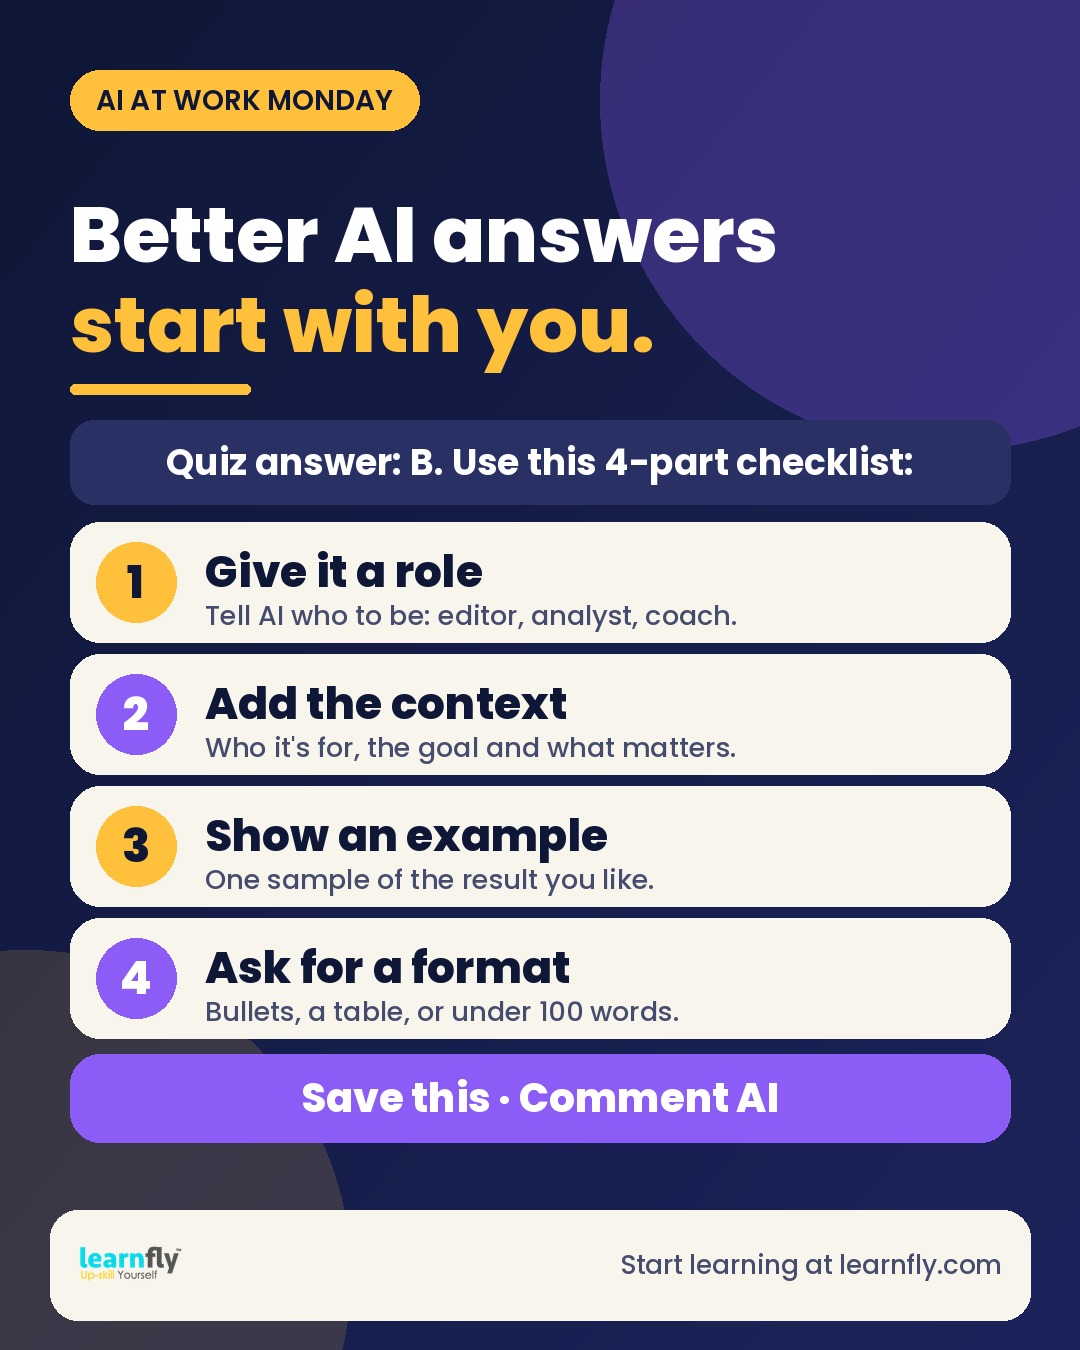 AI AT WORK MONDAY
Better AI answers
start with you.
Quiz answer: B. Use this 4-part checklist:
1
Give it a role
Tell AI who to be: editor, analyst, coach.
2
Add the context
Who it's for, the goal and what matters.
3
Show an example
One sample of the result you like.
4
Ask for a format
Bullets, a table, or under 100 words.
Save this · Comment AI
learnfly™
Up-skill Yourself
Start learning at learnfly.com